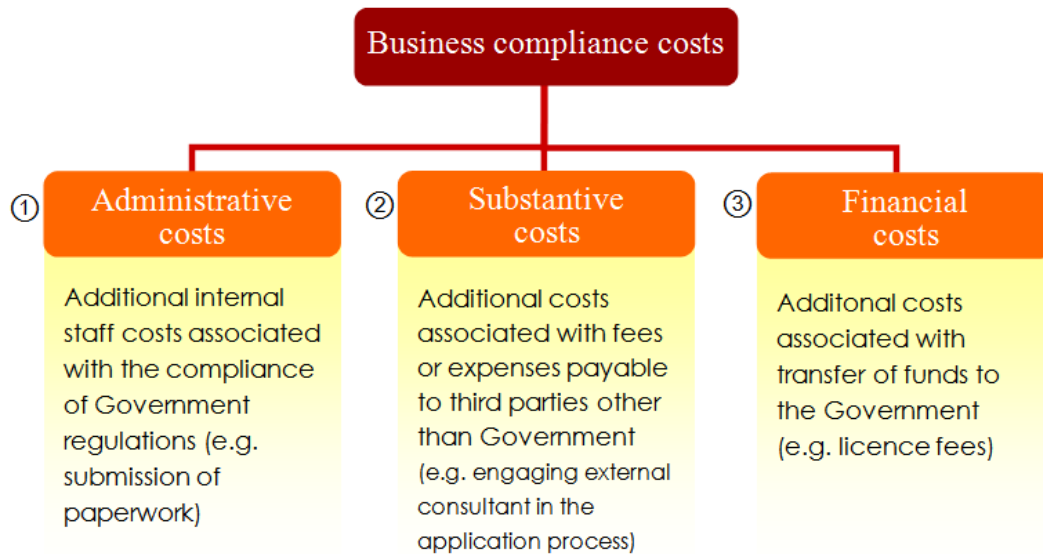 Business compliance costs
① Administrative
costs
Additional internal
staff costs associated
with the compliance
of Government
regulations (e.g.
submission of
paperwork)
② Substantive
costs
Additional costs
associated with fees
or expenses payable
to third parties other
than Government
(e.g. engaging external
consultant in the
application process)
③ Financial
costs
Additonal costs
associated with
transfer of funds to
the Government
(e.g. licence fees)